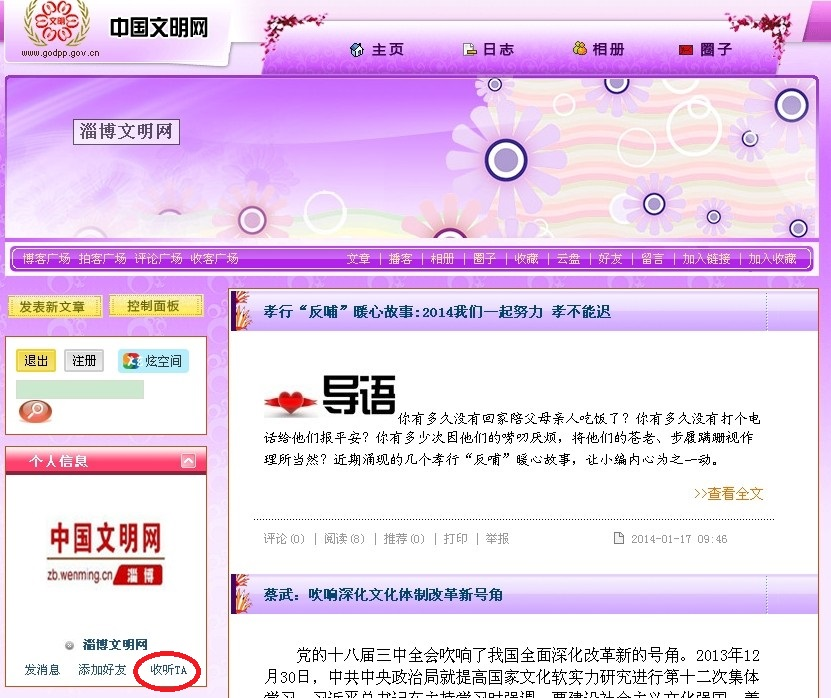 文明
中国文明网
www.godpp.gov.cn
主页 日志 相册 圈子
淄博文明网
博客广场 拍客广场 评论广场 收客广场
文章 | 播客 | 相册 | 圈子 | 收藏 | 云盘 | 好友 | 留言 | 加入链接 | 加入收藏
发表新文章 控制面板
退出 注册 炫空间
个人信息
中国文明网
zb.wenming.cn 淄博
淄博文明网
发消息 添加好友 收听TA
孝行“反哺”暖心故事:2014我们一起努力 孝不能迟
导语
你有多久没有回家陪父母亲人吃饭了？你有多久没有打个电
话给他们报平安？你有多少次因他们的唠叨厌烦，将他们的苍老、步履蹒跚视作
理所当然？近期涌现的几个孝行“反哺”暖心故事，让小编内心为之一动。
>>查看全文
评论(0) | 阅读(8) | 推荐(0) | 打印 | 举报
2014-01-17 09:46
蔡武：吹响深化文化体制改革新号角
党的十八届三中全会吹响了我国全面深化改革新的号角。2013年12
月30日，中共中央政治局就提高国家文化软实力研究进行第十二次集体